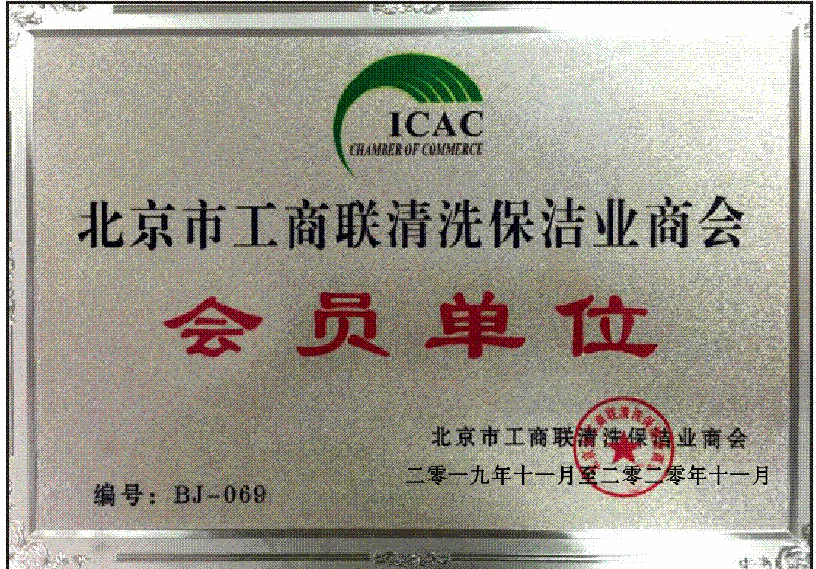 ICAC
CHAMBER OF COMMERCE
北京市工商联清洗保洁业商会
会员单位
北京市工商联清洗保洁业商会
二零一九年十一月至二零二零年十一月
编号：BJ-069